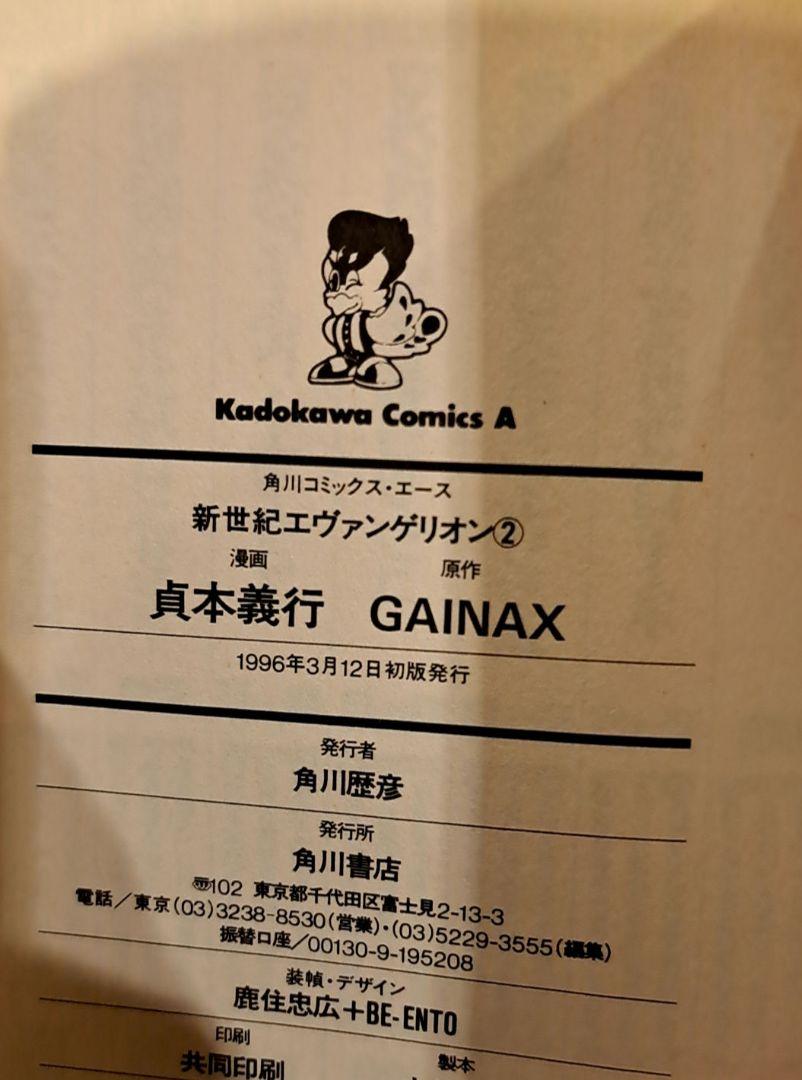 Kadokawa Comics A
角川コミックス・エース
新世紀エヴァンゲリオン②
漫画 原作
貞本義行 GAINAX
1996年3月12日初版発行
発行者
角川歴彦
発行所
角川書店
〠102 東京都千代田区富士見2-13-3
電話／東京(03)3238-8530(営業)・(03)5229-3555(編集)
振替口座／00130-9-195208
装幀・デザイン
鹿住忠広+BE-ENTO
印刷 製本
共同印刷